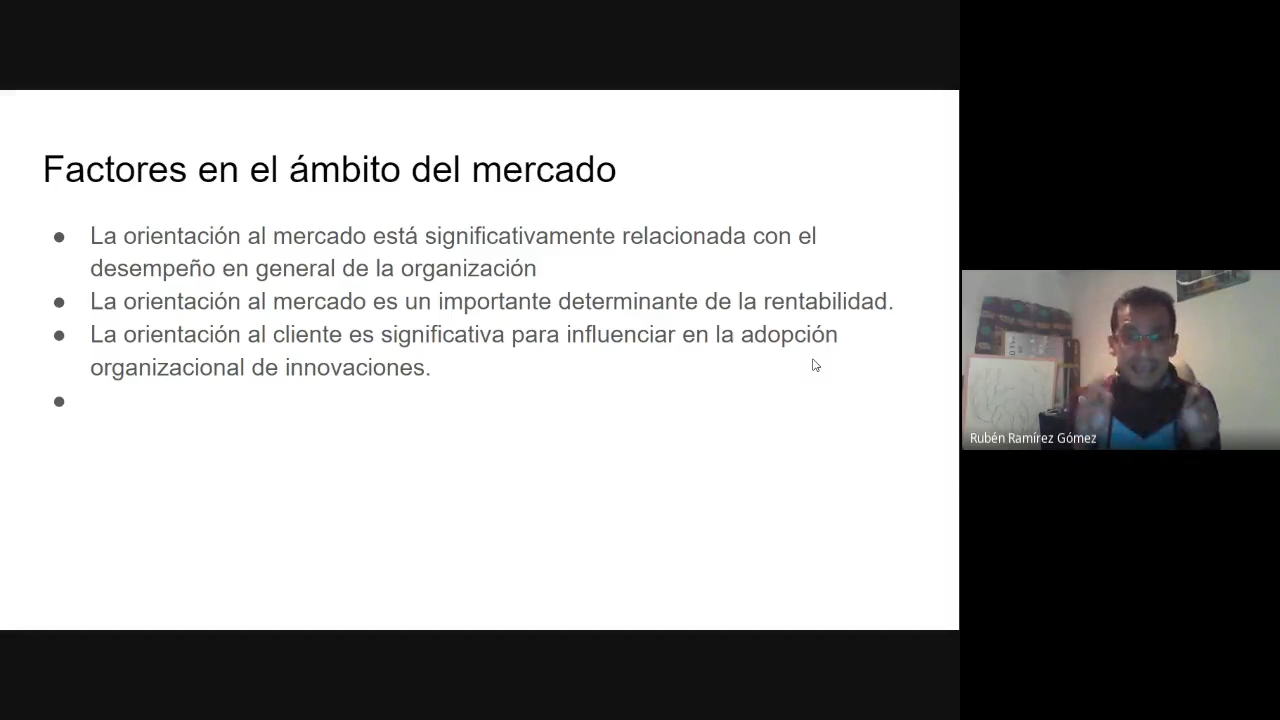 Factores en el ámbito del mercado
● La orientación al mercado está significativamente relacionada con el
desempeño en general de la organización
● La orientación al mercado es un importante determinante de la rentabilidad.
● La orientación al cliente es significativa para influenciar en la adopción
organizacional de innovaciones.
●
Rubén Ramírez Gómez